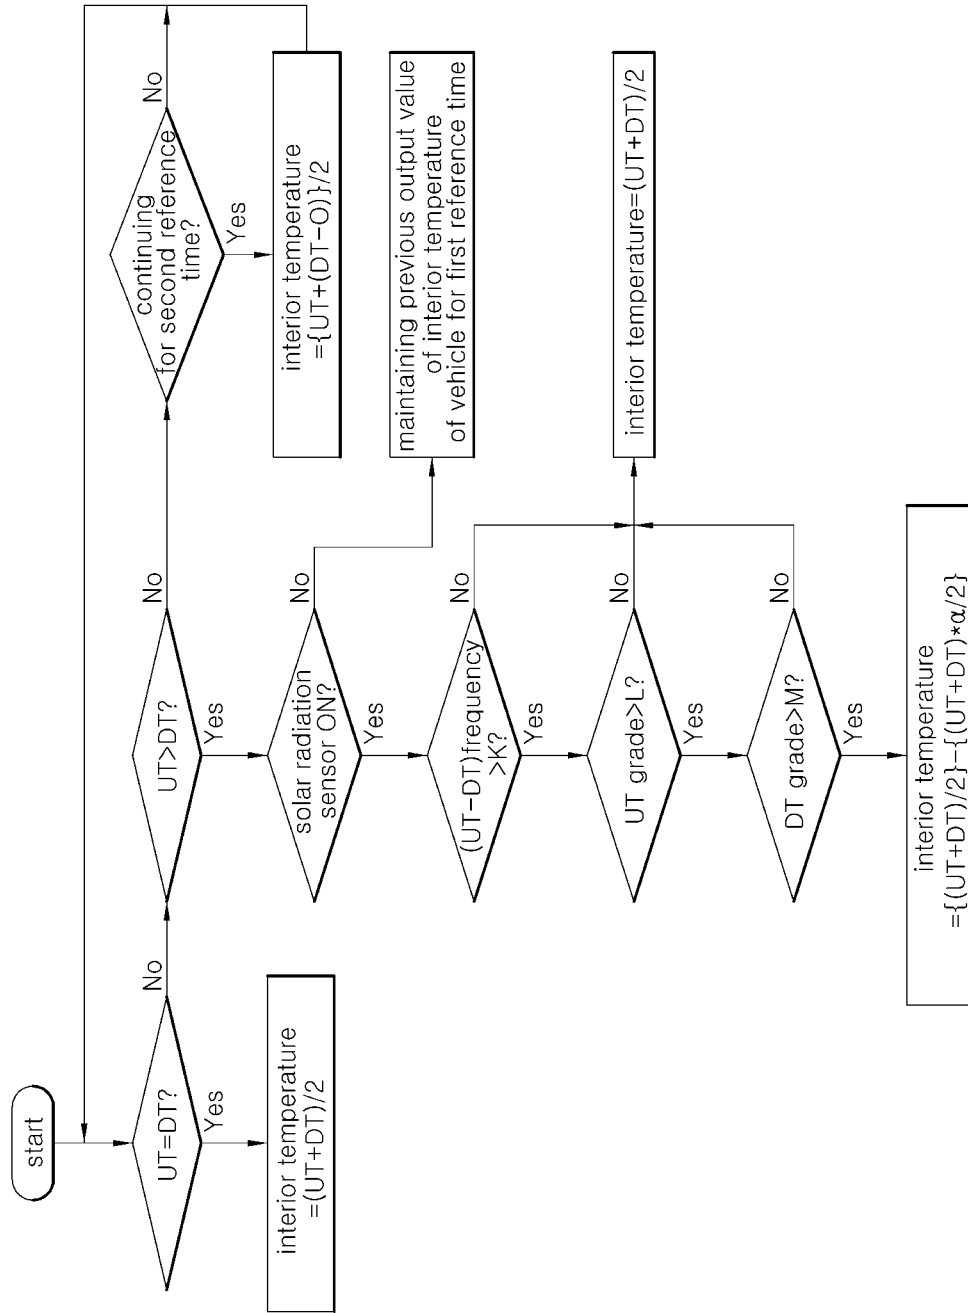 start
UT=DT?
No
Yes
interior temperature
=(UT+DT)/2
UT>DT?
No
Yes
continuing
for second reference
time?
No
Yes
interior temperature
={UT+(DT-O)}/2
solar radiation
sensor ON?
No
Yes
maintaining previous output value
of interior temperature
of vehicle for first reference time
(UT-DT)frequency
>K?
No
Yes
UT grade>L?
No
Yes
interior temperature=(UT+DT)/2
DT grade>M?
No
Yes
interior temperature
={(UT+DT)/2}-{(UT+DT)*α/2}